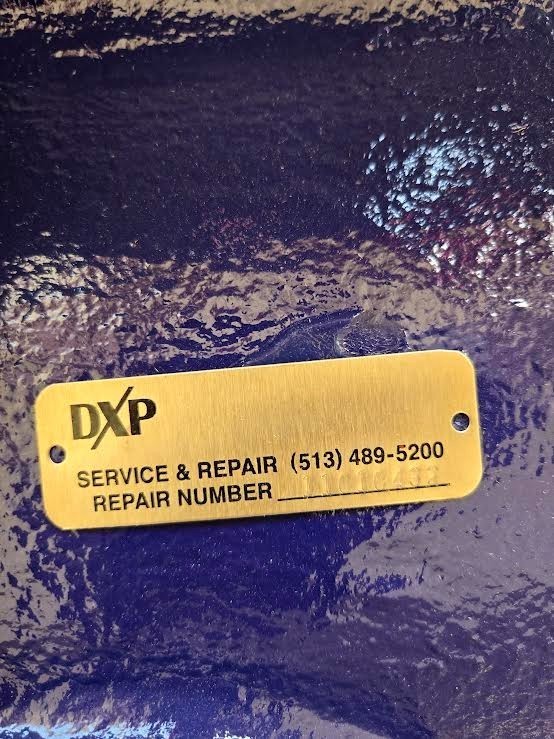 DXP
SERVICE & REPAIR (513) 489-5200
REPAIR NUMBER